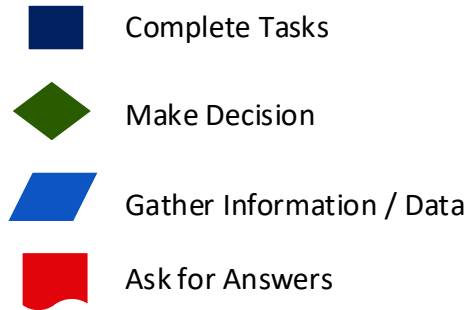 Complete Tasks
Make Decision
Gather Information / Data
Ask for Answers